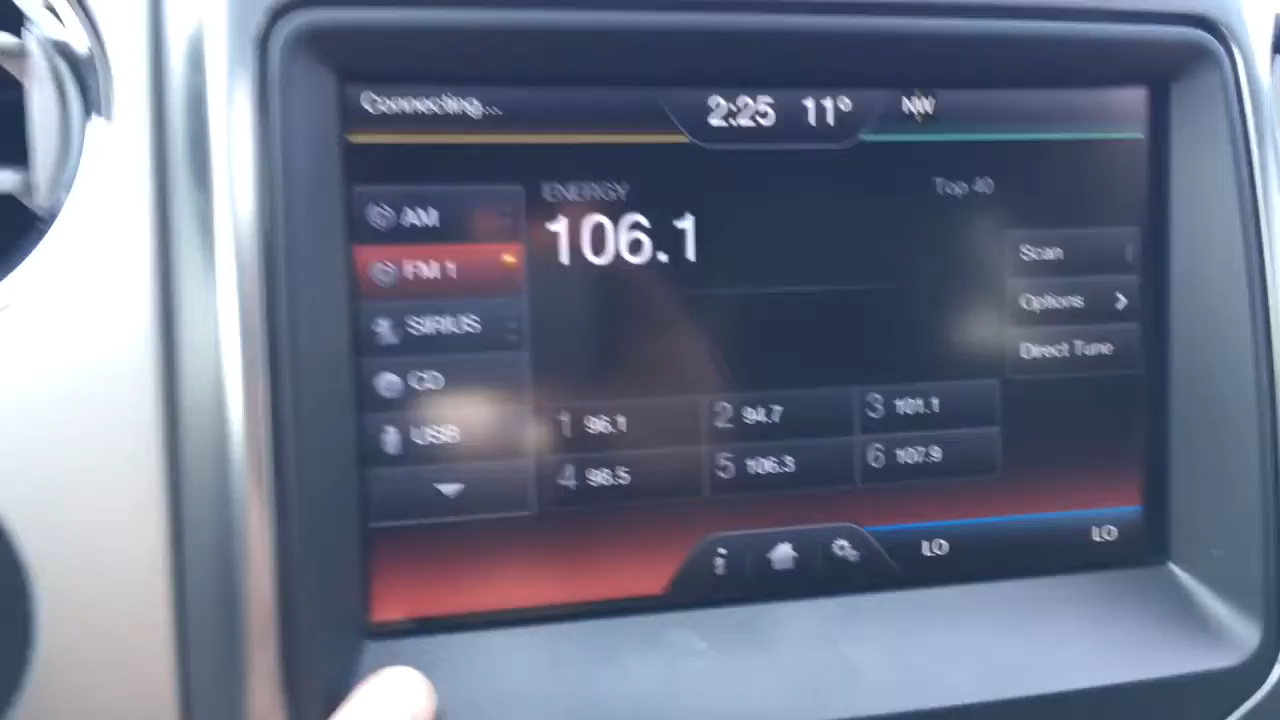 Connecting...
2:25 11° NW
ENERGY
Top 40
106.1
AM
FM 1
SIRIUS
CD
USB
Scan
Options
Direct Tune
1 96.1
2 94.7
3 101.1
4 98.5
5 106.3
6 107.9
LO
LO